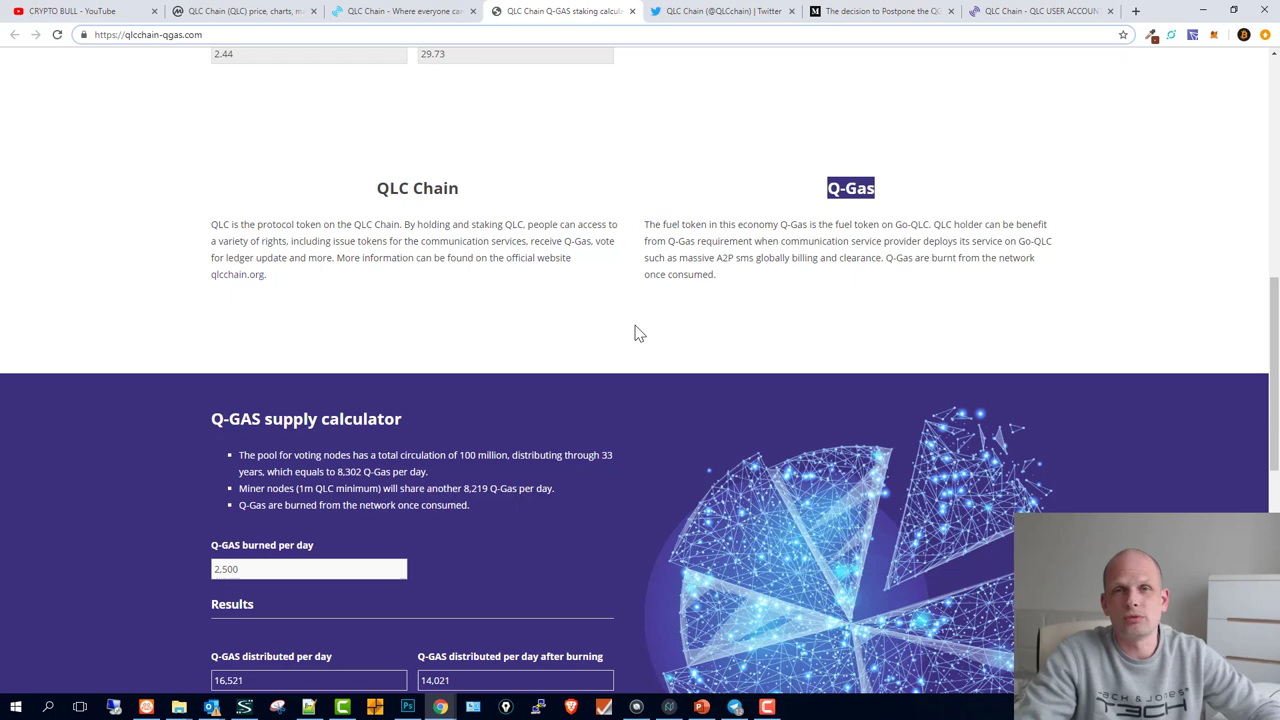 CRYPTO BULL - YouTube
QLC Chain (QLC) price, charts, m
QLC Chain - Where everyone can
QLC Chain Q-GAS staking calcul
QLC Chain (@QLCchain) | Twitter
The decision to Postpone the QG
QLC Chain - QLC USER ACCOUN
https://qlcchain-qgas.com
2.44
29.73
QLC Chain
QLC is the protocol token on the QLC Chain. By holding and staking QLC, people can access to
a variety of rights, including issue tokens for the communication services, receive Q-Gas, vote
for ledger update and more. More information can be found on the official website
qlcchain.org.
Q-Gas
The fuel token in this economy Q-Gas is the fuel token on Go-QLC. QLC holder can be benefit
from Q-Gas requirement when communication service provider deploys its service on Go-QLC
such as massive A2P sms globally billing and clearance. Q-Gas are burnt from the network
once consumed.
Q-GAS supply calculator
The pool for voting nodes has a total circulation of 100 million, distributing through 33
years, which equals to 8,302 Q-Gas per day.
Miner nodes (1m QLC minimum) will share another 8,219 Q-Gas per day.
Q-Gas are burned from the network once consumed.
Q-GAS burned per day
2,500
Results
Q-GAS distributed per day
Q-GAS distributed per day after burning
16,521
14,021